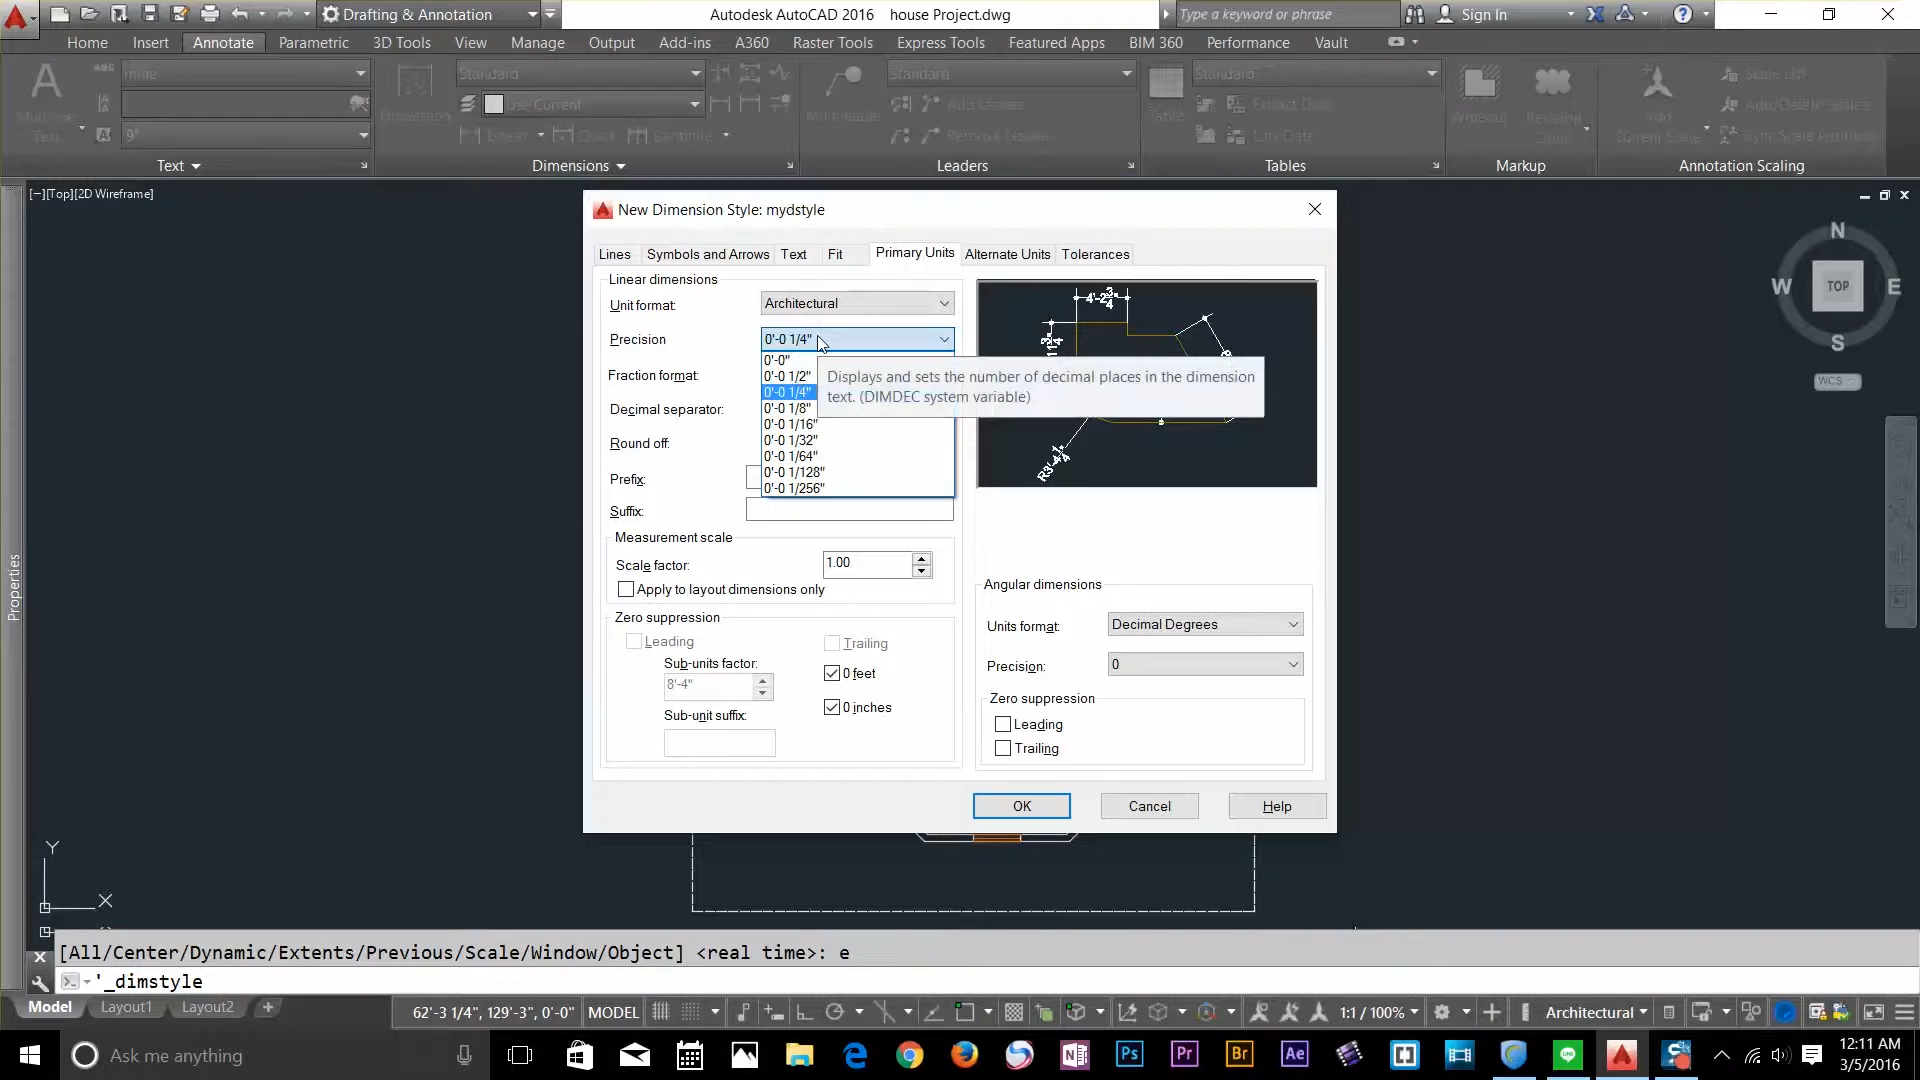 Drafting & Annotation
Autodesk AutoCAD 2016 house Project.dwg
Type a keyword or phrase
Sign In
Home Insert Annotate Parametric 3D Tools View Manage Output Add-ins A360 Raster Tools Express Tools Featured Apps BIM 360 Performance Vault
mine Standard Standard Standard
Use Current
9"
Text Dimensions Leaders Tables Markup Annotation Scaling
[−][Top][2D Wireframe]
New Dimension Style: mydstyle
Lines Symbols and Arrows Text Fit Primary Units Alternate Units Tolerances
Linear dimensions
Unit format: Architectural
Precision 0'-0 1/4"
0'-0"
0'-0 1/2"
0'-0 1/4"
0'-0 1/8"
0'-0 1/16"
0'-0 1/32"
0'-0 1/64"
0'-0 1/128"
0'-0 1/256"
Displays and sets the number of decimal places in the dimension
text. (DIMDEC system variable)
Fraction format:
Decimal separator:
Round off:
Prefix:
Suffix:
Measurement scale
Scale factor: 1.00
Apply to layout dimensions only
Zero suppression
Leading Trailing
Sub-units factor: 0 feet
8'-4"
Sub-unit suffix: 0 inches
Angular dimensions
Units format: Decimal Degrees
Precision: 0
Zero suppression
Leading
Trailing
OK Cancel Help
N
W TOP E
S
WCS
Properties
Y
X
[All/Center/Dynamic/Extents/Previous/Scale/Window/Object] <real time>: e
'_dimstyle
Model Layout1 Layout2 +
62'-3 1/4", 129'-3", 0'-0" MODEL 1:1 / 100% Architectural
Ask me anything
12:11 AM
3/5/2016